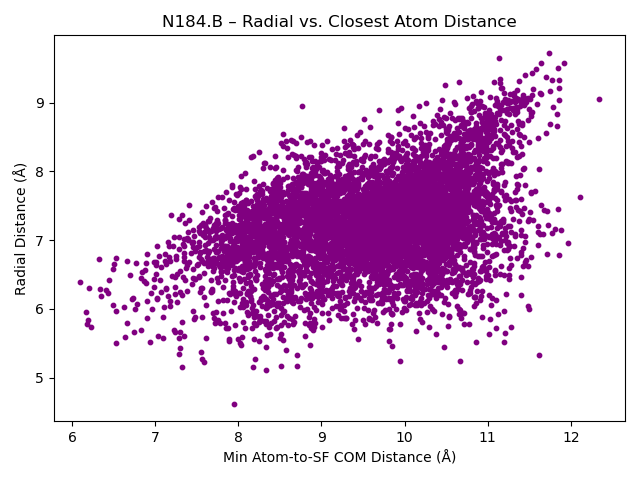 N184.B – Radial vs. Closest Atom Distance
Radial Distance (Å)
9
8
7
6
5
6 7 8 9 10 11 12
Min Atom-to-SF COM Distance (Å)